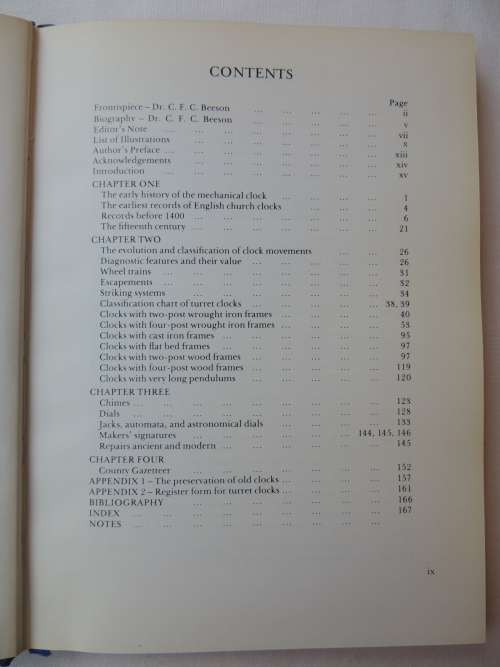 CONTENTS
Page
Frontispiece – Dr. C. F. C. Beeson ... ... ... ... ... ii
Biography – Dr. C. F. C. Beeson ... ... ... ... ... v
Editor's Note ... ... ... ... ... ... ... vii
List of Illustrations ... ... ... ... ... ... ... x
Author's Preface ... ... ... ... ... ... ... xiii
Acknowledgements ... ... ... ... ... ... ... xiv
Introduction ... ... ... ... ... ... ... xv
CHAPTER ONE
The early history of the mechanical clock ... ... ... ... 1
The earliest records of English church clocks ... ... ... ... 4
Records before 1400 ... ... ... ... ... ... ... 6
The fifteenth century ... ... ... ... ... ... ... 21
CHAPTER TWO
The evolution and classification of clock movements ... ... 26
Diagnostic features and their value ... ... ... ... ... 26
Wheel trains ... ... ... ... ... ... ... ... 31
Escapements ... ... ... ... ... ... ... ... 32
Striking systems ... ... ... ... ... ... ... 34
Classification chart of turret clocks ... ... ... ... ... 38, 39
Clocks with two-post wrought iron frames ... ... ... ... 40
Clocks with four-post wrought iron frames ... ... ... ... 53
Clocks with cast iron frames ... ... ... ... ... ... 95
Clocks with flat bed frames ... ... ... ... ... ... 97
Clocks with two-post wood frames ... ... ... ... ... 97
Clocks with four-post wood frames ... ... ... ... ... 119
Clocks with very long pendulums ... ... ... ... ... 120
CHAPTER THREE
Chimes ... ... ... ... ... ... ... ... ... 123
Dials ... ... ... ... ... ... ... ... ... 128
Jacks, automata, and astronomical dials ... ... ... ... 133
Makers' signatures ... ... ... ... ... ... 144, 145, 146
Repairs ancient and modern ... ... ... ... ... ... 145
CHAPTER FOUR
County Gazetteer ... ... ... ... ... ... ... 152
APPENDIX 1 – The preservation of old clocks ... ... ... ... 157
APPENDIX 2 – Register form for turret clocks ... ... ... ... 161
BIBLIOGRAPHY ... ... ... ... ... ... ... 166
INDEX ... ... ... ... ... ... ... ... ... 167
NOTES ... ... ... ... ... ... ... ... ...
ix